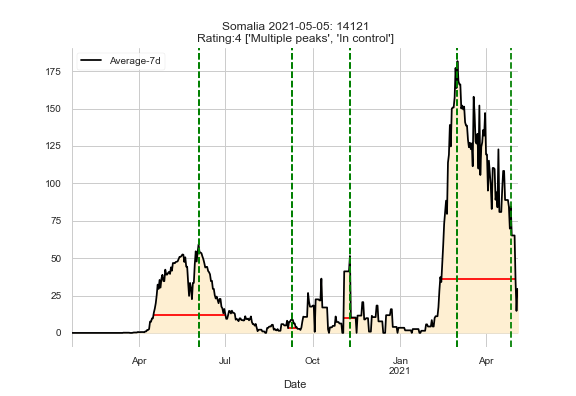 Somalia 2021-05-05: 14121
Rating:4 ['Multiple peaks', 'In control']
Average-7d
175
150
125
100
75
50
25
0
Apr Jul Oct Jan Apr
2021
Date